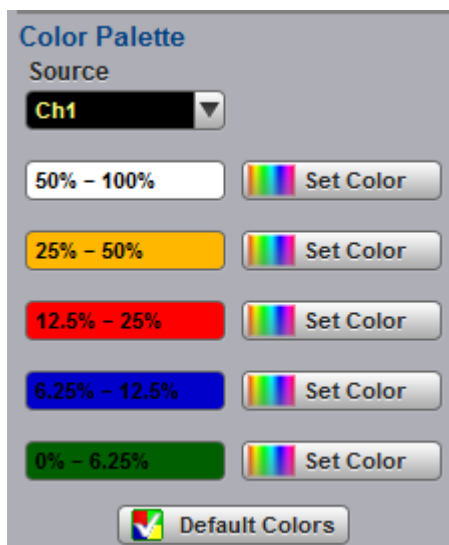 Color Palette
Source
Ch1
50% – 100%
Set Color
25% – 50%
Set Color
12.5% – 25%
Set Color
6.25% – 12.5%
Set Color
0% – 6.25%
Set Color
Default Colors